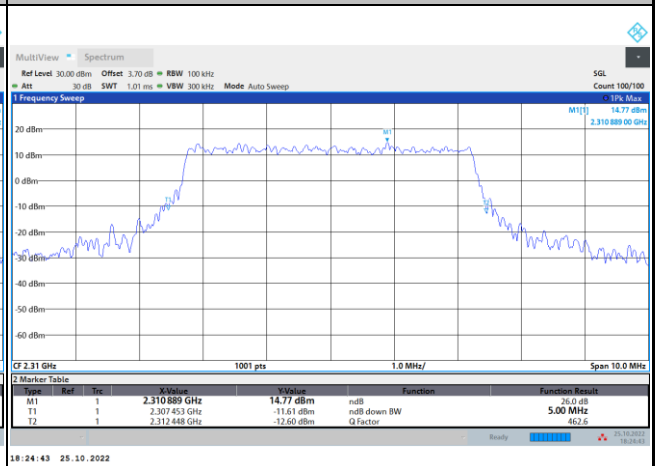 MultiView Spectrum
Ref Level 30.00 dBm Offset 3.70 dB RBW 100 kHz SGL
Att 30 dB SWT 1.01 ms VBW 300 kHz Mode Auto Sweep Count 100/100
1 Frequency Sweep 1Pk Max
M1[1] 14.77 dBm
2.310 889 00 GHz
M1
20 dBm
10 dBm
0 dBm
T1
-10 dBm
-20 dBm
-30 dBm
-40 dBm
-50 dBm
-60 dBm
CF 2.31 GHz 1001 pts 1.0 MHz/ Span 10.0 MHz
2 Marker Table
Type Ref Trc X-Value Y-Value Function Function Result
M1 1 2.310 889 GHz 14.77 dBm ndB 26.0 dB
T1 1 2.307 453 GHz -11.61 dBm ndB down BW 5.00 MHz
T2 1 2.312 448 GHz -12.60 dBm Q Factor 462.6
Ready 25.10.2022
18:24:43
18:24:43 25.10.2022